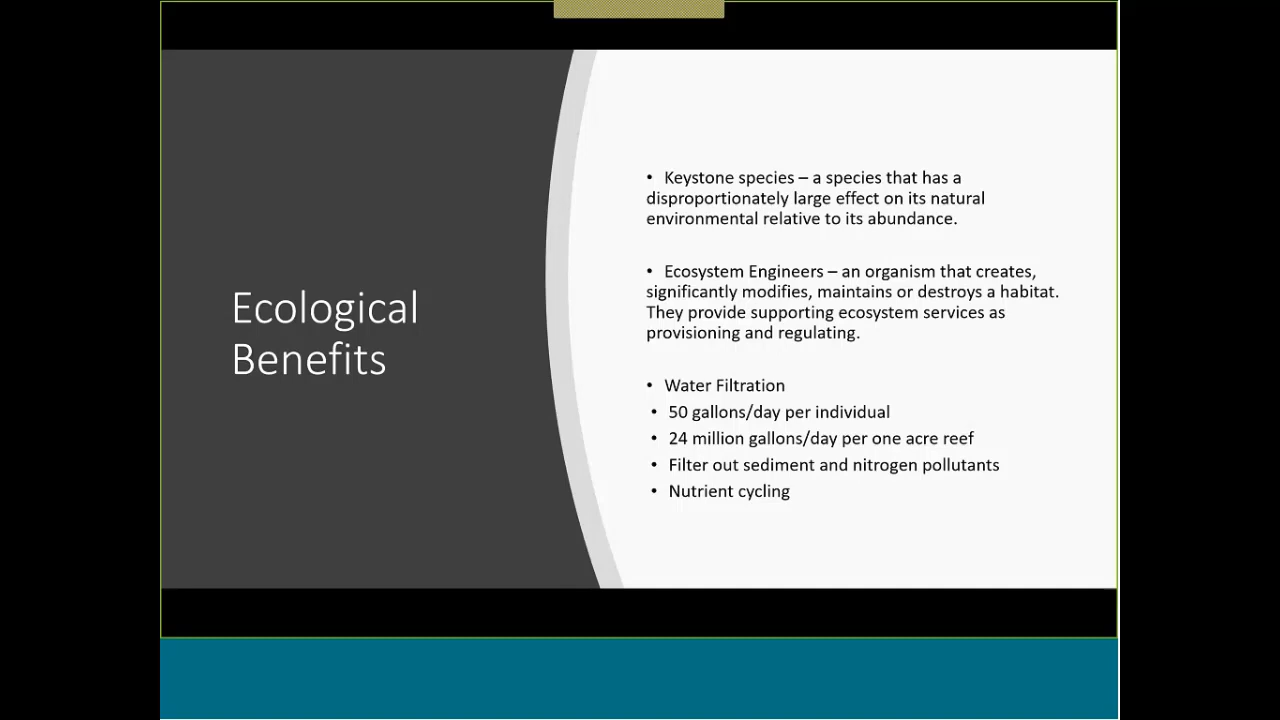 Ecological
Benefits
• Keystone species – a species that has a
disproportionately large effect on its natural
environmental relative to its abundance.
• Ecosystem Engineers – an organism that creates,
significantly modifies, maintains or destroys a habitat.
They provide supporting ecosystem services as
provisioning and regulating.
• Water Filtration
• 50 gallons/day per individual
• 24 million gallons/day per one acre reef
• Filter out sediment and nitrogen pollutants
• Nutrient cycling